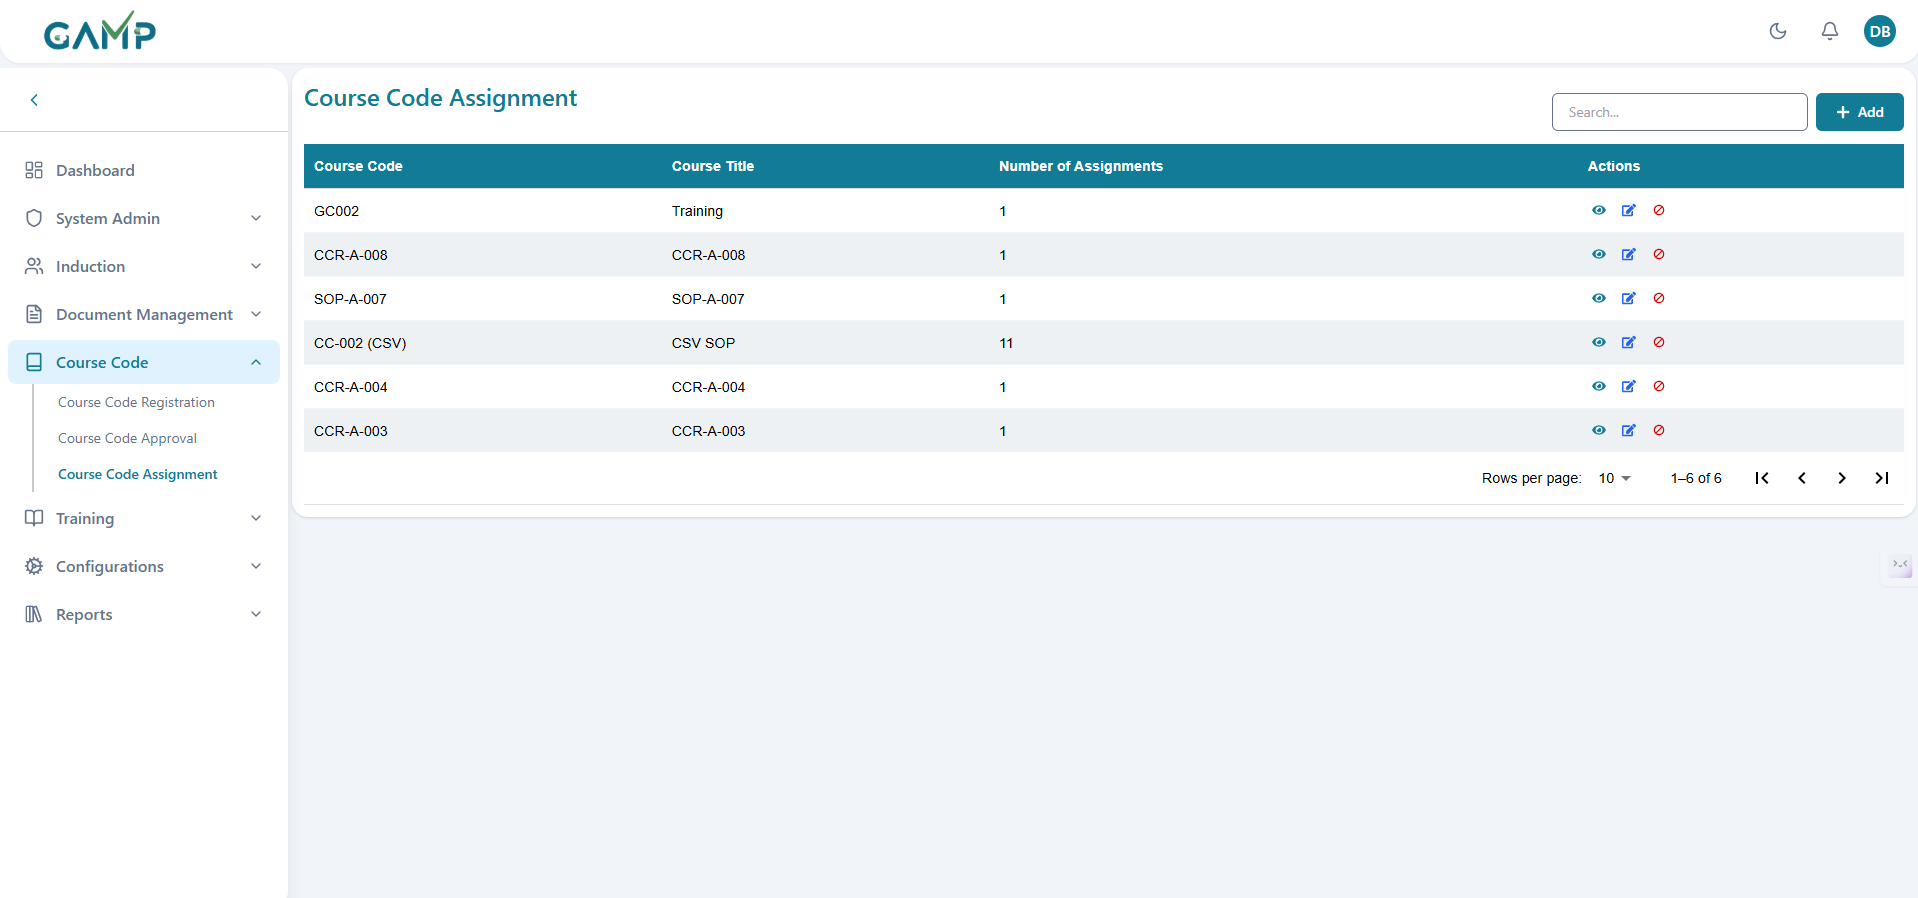 GAMP
DB
Course Code Assignment
Search...
Add
Dashboard
System Admin
Induction
Document Management
Course Code
Course Code Registration
Course Code Approval
Course Code Assignment
Training
Configurations
Reports
Course Code Course Title Number of Assignments Actions
GC002 Training 1
CCR-A-008 CCR-A-008 1
SOP-A-007 SOP-A-007 1
CC-002 (CSV) CSV SOP 11
CCR-A-004 CCR-A-004 1
CCR-A-003 CCR-A-003 1
Rows per page: 10 1–6 of 6